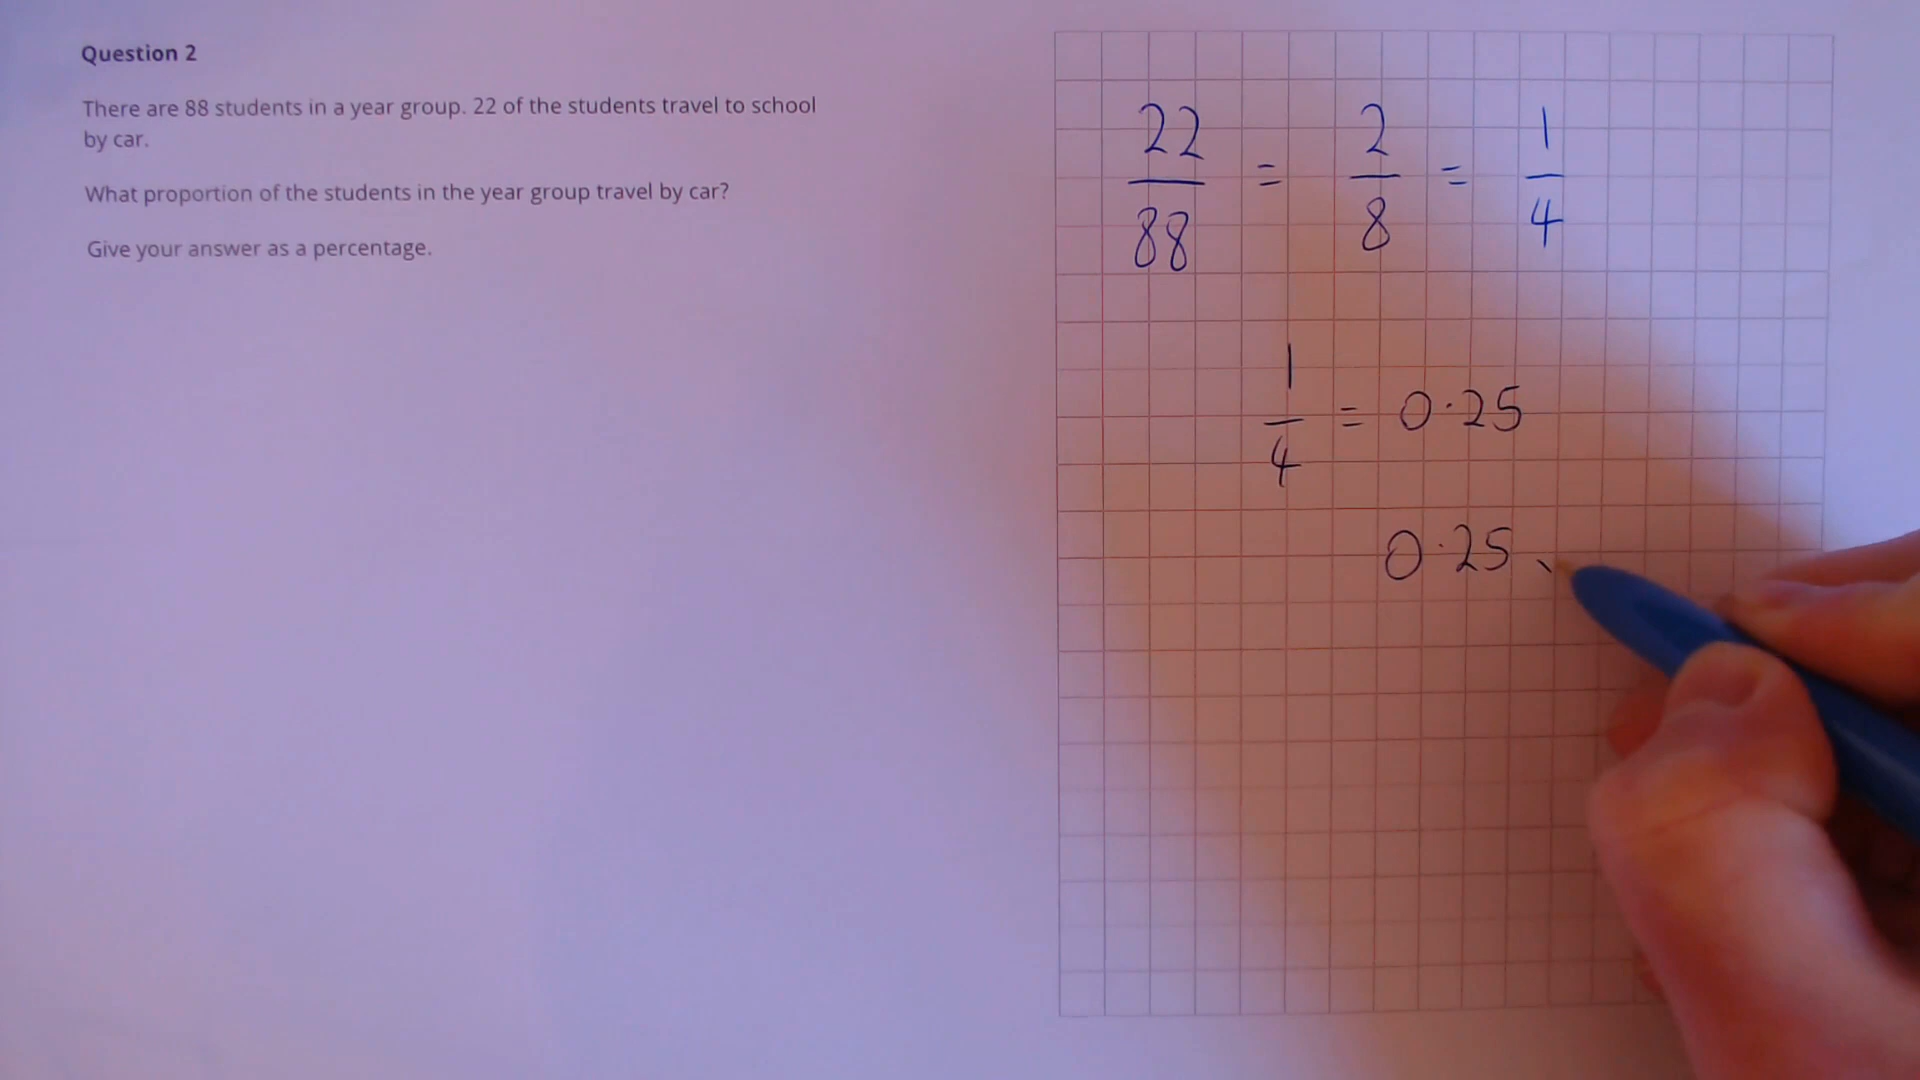 Question 2
There are 88 students in a year group. 22 of the students travel to school
by car.
What proportion of the students in the year group travel by car?
Give your answer as a percentage.
22/88 = 2/8 = 1/4
1/4 = 0·25
0·25